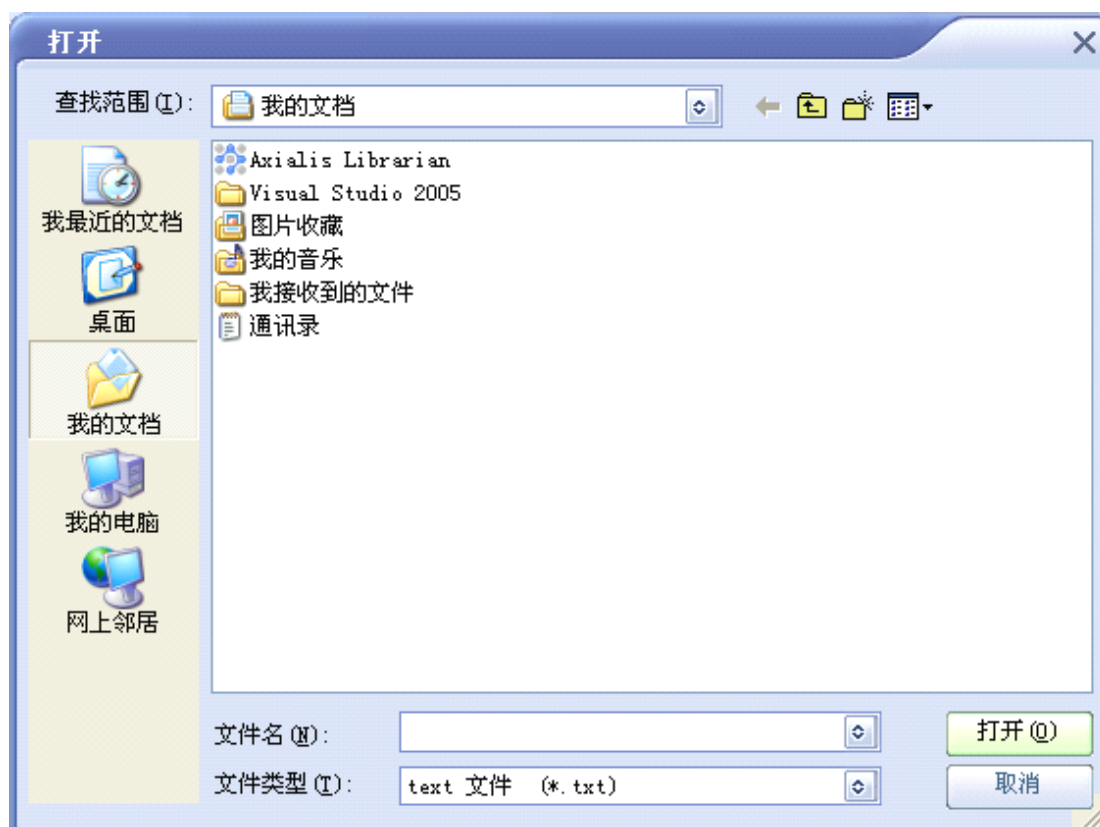 打开
查找范围(I):
我的文档
Axialis Librarian
Visual Studio 2005
图片收藏
我的音乐
我接收到的文件
通讯录
我最近的文档
桌面
我的文档
我的电脑
网上邻居
文件名(N):
打开(O)
文件类型(T):
text 文件 (*.txt)
取消